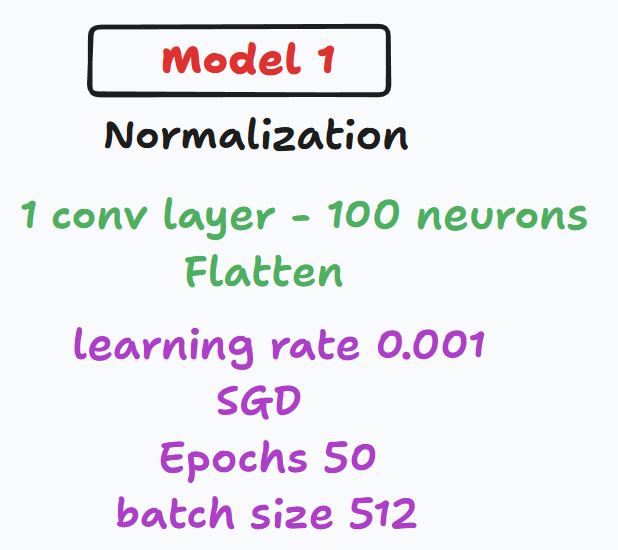 Model 1
Normalization
1 conv layer - 100 neurons
Flatten
learning rate 0.001
SGD
Epochs 50
batch size 512